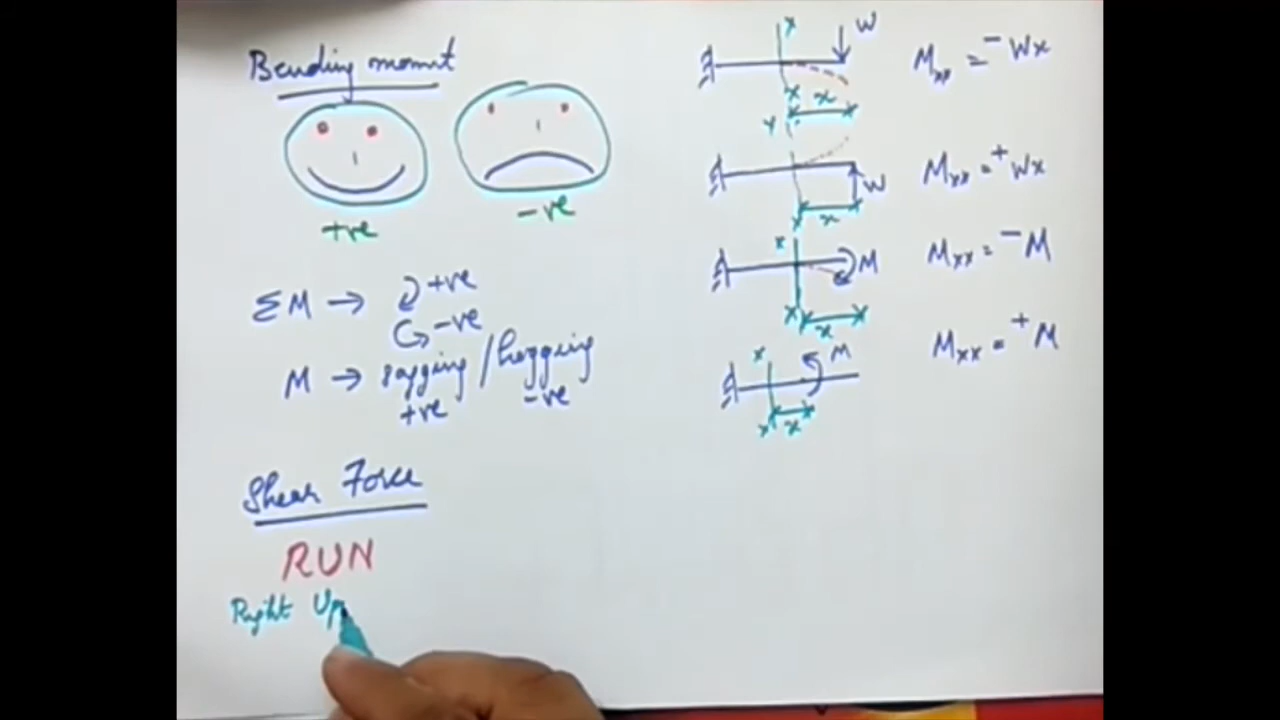 Bending momnt
+ve
-ve
ΣM → +ve
-ve
M → sagging / hogging
+ve -ve
Shear Force
RUN
Right Up
W
x
x
x
Mxx = -Wx
x
W
x
Mxx = +Wx
x
M
x
x
Mxx = -M
x
M
x
x
Mxx = +M